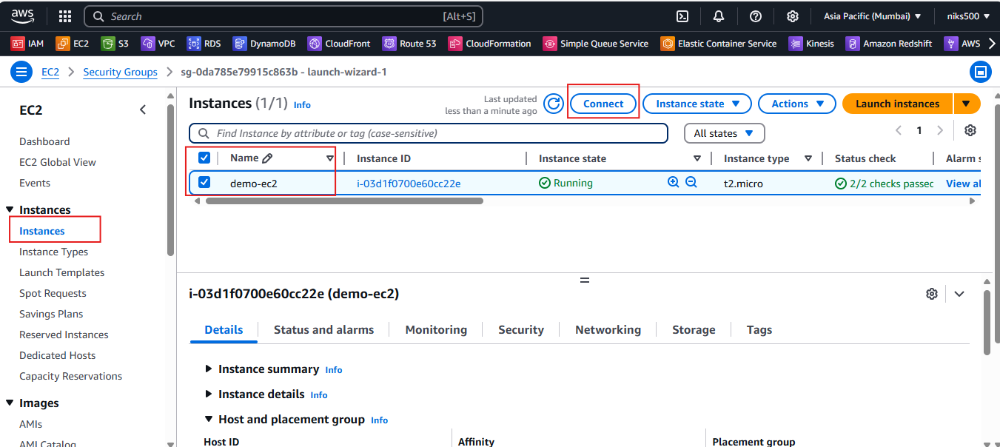 aws
Search [Alt+S] Asia Pacific (Mumbai) niks500
IAM EC2 S3 VPC RDS DynamoDB CloudFront Route 53 CloudFormation Simple Queue Service Elastic Container Service Kinesis Amazon Redshift AWS
EC2 > Security Groups > sg-0da785e79915c863b - launch-wizard-1
EC2
Dashboard
EC2 Global View
Events
Instances
Instances
Instance Types
Launch Templates
Spot Requests
Savings Plans
Reserved Instances
Dedicated Hosts
Capacity Reservations
Images
AMIs
AMI Catalog
Instances (1/1) Info
Last updated
less than a minute ago
Connect Instance state Actions Launch instances
Find Instance by attribute or tag (case-sensitive) All states 1
Name Instance ID Instance state Instance type Status check Alarm s
demo-ec2 i-03d1f0700e60cc22e Running t2.micro 2/2 checks passec View al
i-03d1f0700e60cc22e (demo-ec2)
Details Status and alarms Monitoring Security Networking Storage Tags
Instance summary Info
Instance details Info
Host and placement group Info
Host ID Affinity Placement group